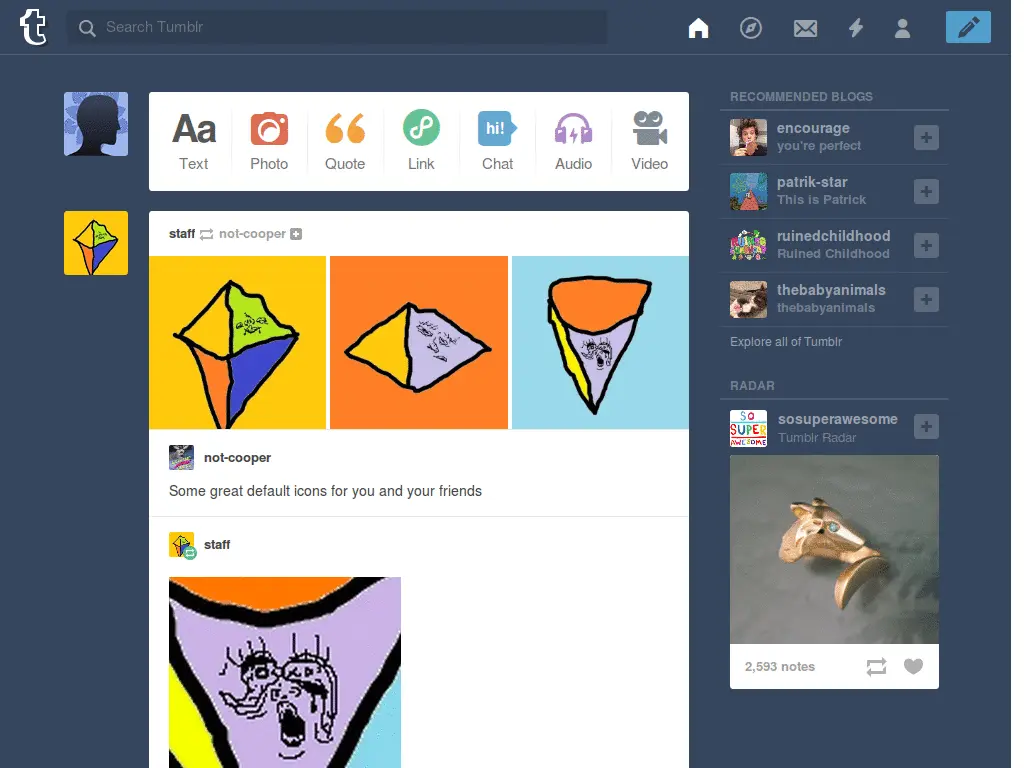 t
Search Tumblr
Aa
hi!
Text
Photo
Quote
Link
Chat
Audio
Video
staff not-cooper
not-cooper
Some great default icons for you and your friends
staff
RECOMMENDED BLOGS
encourage
you're perfect
patrik-star
This is Patrick
ruinedchildhood
Ruined Childhood
thebabyanimals
thebabyanimals
Explore all of Tumblr
RADAR
SO
SUPER
AWESOME
sosuperawesome
Tumblr Radar
2,593 notes